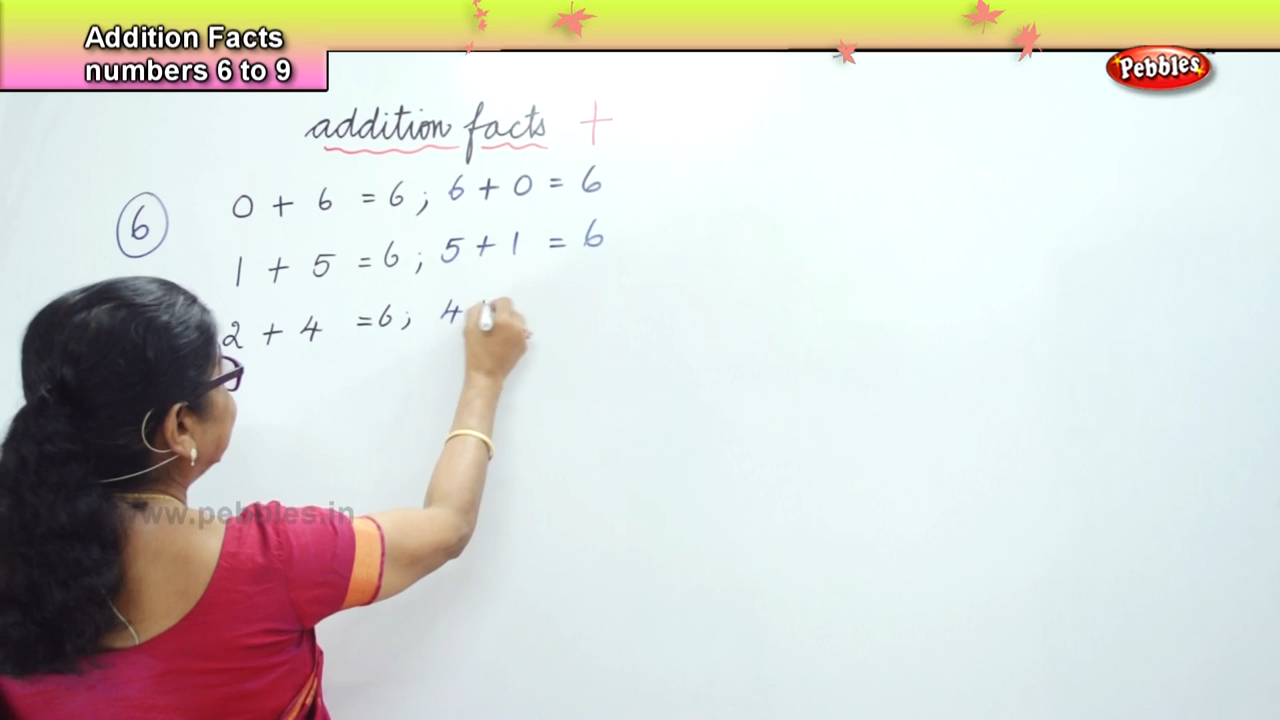 Addition Facts
numbers 6 to 9
Pebbles
addition facts +
6
0 + 6 = 6 ; 6 + 0 = 6
1 + 5 = 6 ; 5 + 1 = 6
2 + 4 = 6 ; 4
www.pebbles.in